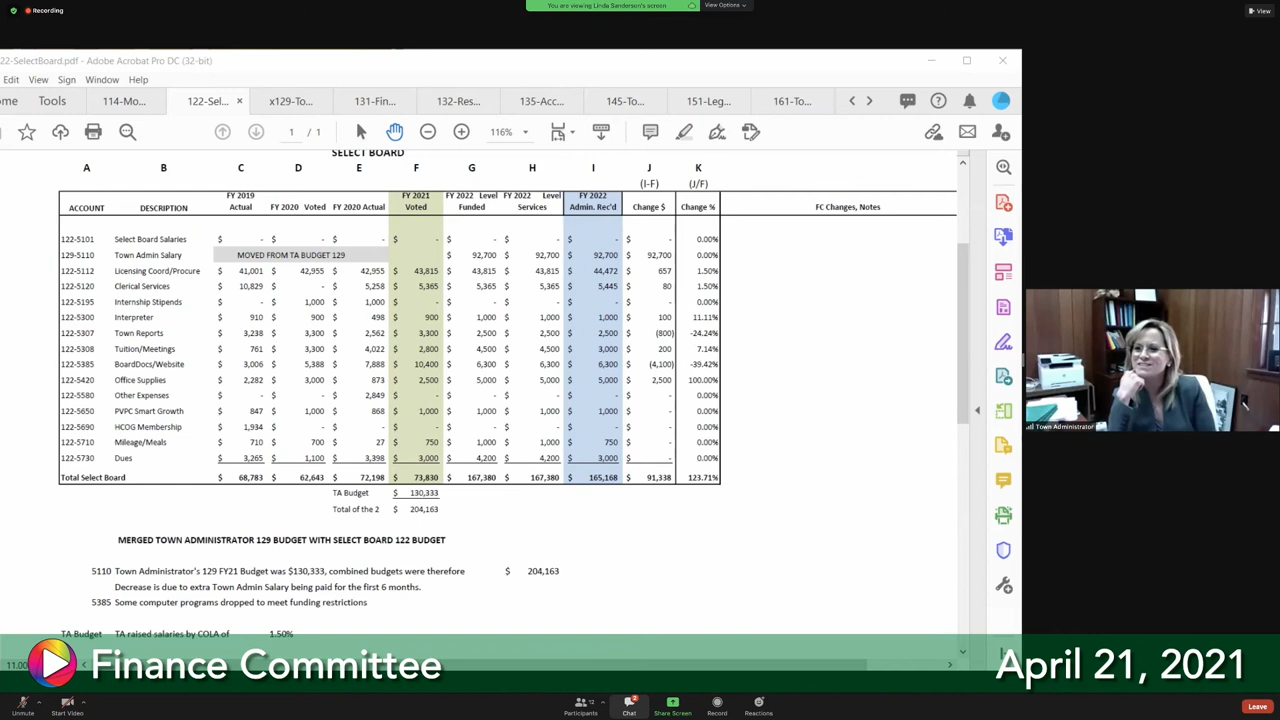 Recording
You are viewing Linda Sanderson's screen
View Options
View
22-SelectBoard.pdf - Adobe Acrobat Pro DC (32-bit)
Edit View Sign Window Help
ome Tools 114-Mo... 122-Sel... × x129-To... 131-Fin... 132-Res... 135-Acc... 145-To... 151-Leg... 161-To...
1 / 1 116%
SELECT BOARD
A B C D E F G H I J K
(I-F) (J/F)
FY 2019 FY 2021 FY 2022 Level FY 2022 Level FY 2022
ACCOUNT DESCRIPTION Actual FY 2020 Voted FY 2020 Actual Voted Funded Services Admin. Rec'd Change $ Change % FC Changes, Notes
122-5101 Select Board Salaries $ - $ - $ - $ - $ - $ - $ - $ - 0.00%
129-5110 Town Admin Salary MOVED FROM TA BUDGET 129 $ 92,700 $ 92,700 $ 92,700 $ 92,700 0.00%
122-5112 Licensing Coord/Procure $ 41,001 $ 42,955 $ 42,955 $ 43,815 $ 43,815 $ 43,815 $ 44,472 $ 657 1.50%
122-5120 Clerical Services $ 10,829 $ - $ 5,258 $ 5,365 $ 5,365 $ 5,365 $ 5,445 $ 80 1.50%
122-5195 Internship Stipends $ - $ 1,000 $ 1,000 $ - $ - $ - $ - $ - 0.00%
122-5300 Interpreter $ 910 $ 900 $ 498 $ 900 $ 1,000 $ 1,000 $ 1,000 $ 100 11.11%
122-5307 Town Reports $ 3,238 $ 3,300 $ 2,562 $ 3,300 $ 2,500 $ 2,500 $ 2,500 $ (800) -24.24%
122-5308 Tuition/Meetings $ 761 $ 3,300 $ 4,022 $ 2,800 $ 4,500 $ 4,500 $ 3,000 $ 200 7.14%
122-5385 BoardDocs/Website $ 3,006 $ 5,388 $ 7,888 $ 10,400 $ 6,300 $ 6,300 $ 6,300 $ (4,100) -39.42%
122-5420 Office Supplies $ 2,282 $ 3,000 $ 873 $ 2,500 $ 5,000 $ 5,000 $ 5,000 $ 2,500 100.00%
122-5580 Other Expenses $ - $ - $ 2,849 $ - $ - $ - $ - $ - 0.00%
122-5650 PVPC Smart Growth $ 847 $ 1,000 $ 868 $ 1,000 $ 1,000 $ 1,000 $ 1,000 $ - 0.00%
122-5690 HCOG Membership $ 1,934 $ - $ - $ - $ - $ - $ - $ - 0.00%
122-5710 Mileage/Meals $ 710 $ 700 $ 27 $ 750 $ 1,000 $ 1,000 $ 750 $ - 0.00%
122-5730 Dues $ 3,265 $ 1,100 $ 3,398 $ 3,000 $ 4,200 $ 4,200 $ 3,000 $ - 0.00%
Total Select Board $ 68,783 $ 62,643 $ 72,198 $ 73,830 $ 167,380 $ 167,380 $ 165,168 $ 91,338 123.71%
TA Budget $ 130,333
Total of the 2 $ 204,163
MERGED TOWN ADMINISTRATOR 129 BUDGET WITH SELECT BOARD 122 BUDGET
5110 Town Administrator's 129 FY21 Budget was $130,333, combined budgets were therefore $ 204,163
Decrease is due to extra Town Admin Salary being paid for the first 6 months.
5385 Some computer programs dropped to meet funding restrictions
TA Budget TA raised salaries by COLA of 1.50%
Town Administrator
Finance Committee April 21, 2021
Unmute Start Video Participants 12 Chat 2 Share Screen Record Reactions Leave